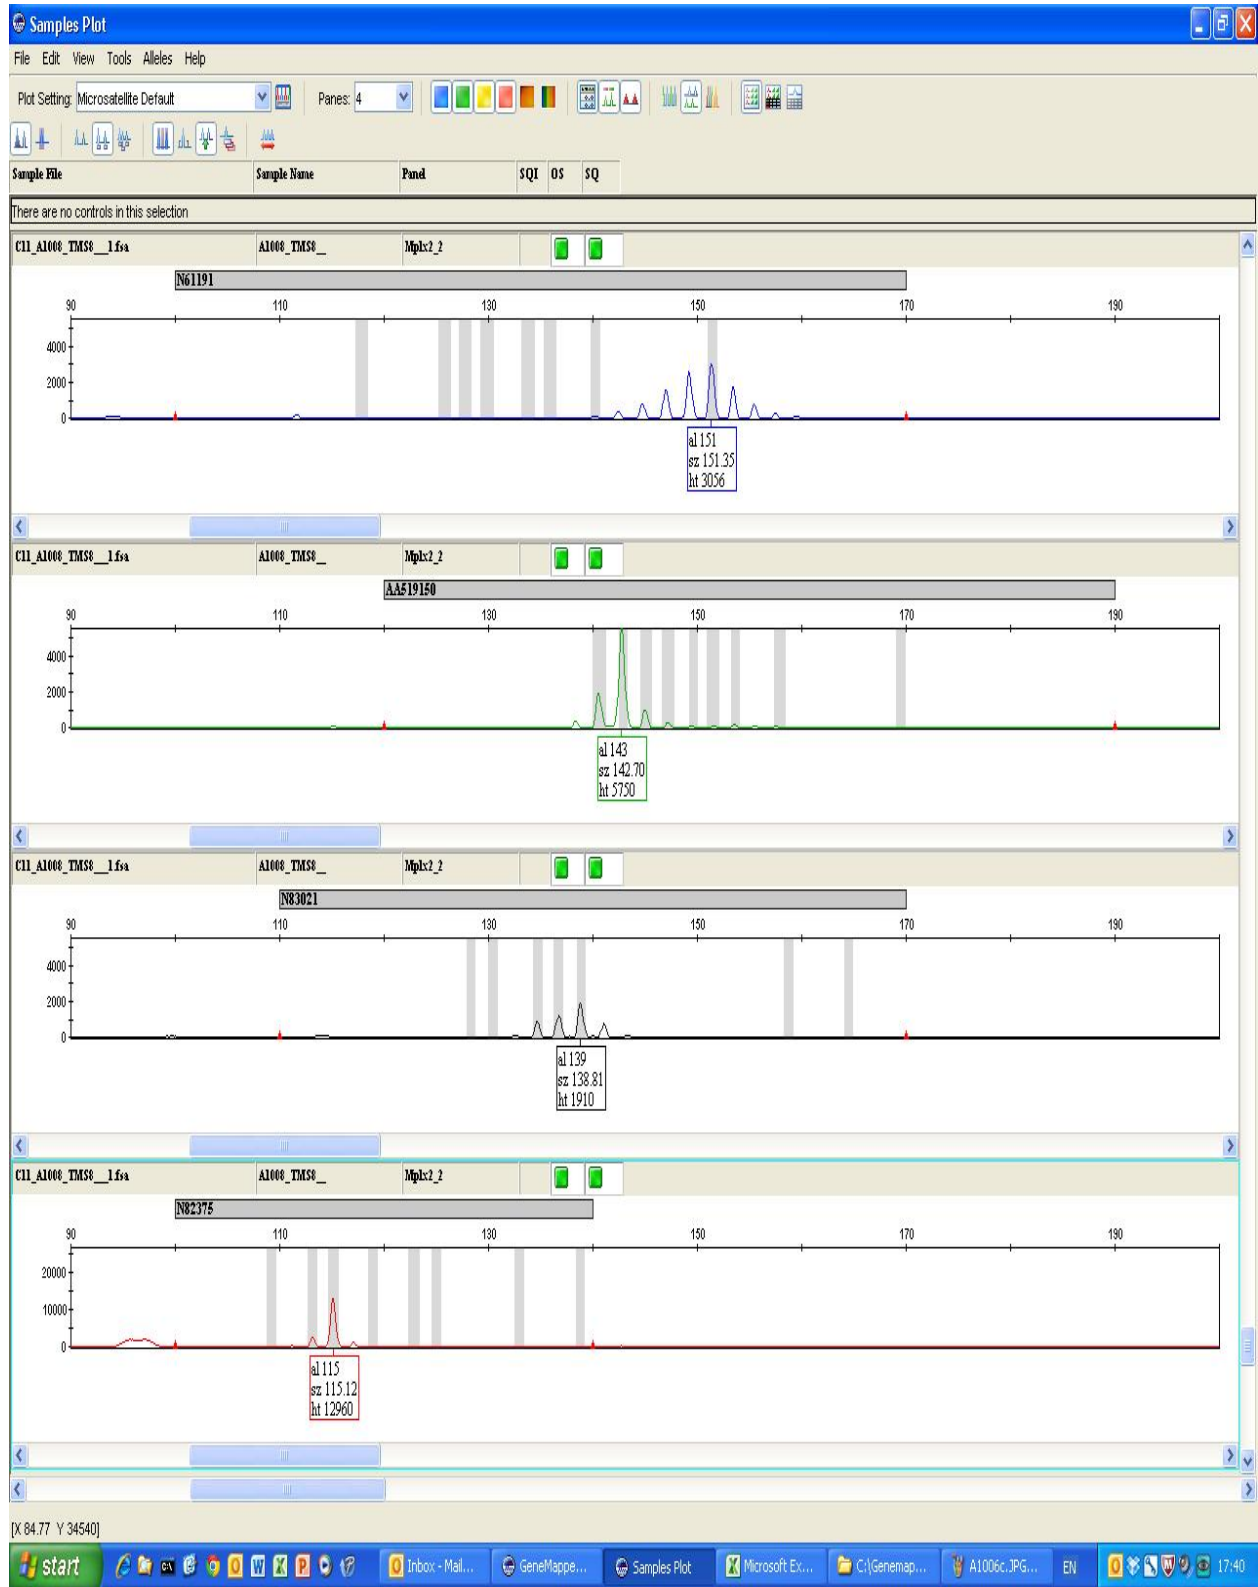 Samples Plot
File Edit View Tools Alleles Help
Plot Setting: Microsatellite Default Panes: 4
Sample File Sample Name Panel SQI OS SQ
There are no controls in this selection
C11_A1008_TMS8__1.fsa A1008_TMS8__ Mplx2_2
N61191
90 110 130 150 170 190
4000
2000
0
al 151
sz 151.35
ht 3056
C11_A1008_TMS8__1.fsa A1008_TMS8__ Mplx2_2
AA519150
90 110 130 150 170 190
4000
2000
0
al 143
sz 142.70
ht 5750
C11_A1008_TMS8__1.fsa A1008_TMS8__ Mplx2_2
N83021
90 110 130 150 170 190
4000
2000
0
al 139
sz 138.81
ht 1910
C11_A1008_TMS8__1.fsa A1008_TMS8__ Mplx2_2
N82375
90 110 130 150 170 190
20000
10000
0
al 115
sz 115.12
ht 12960
[X 84.77 Y 34540]
start Inbox - Mail... GeneMappe... Samples Plot Microsoft Ex... C:\Genemap... A1006c.JPG... EN 17:40